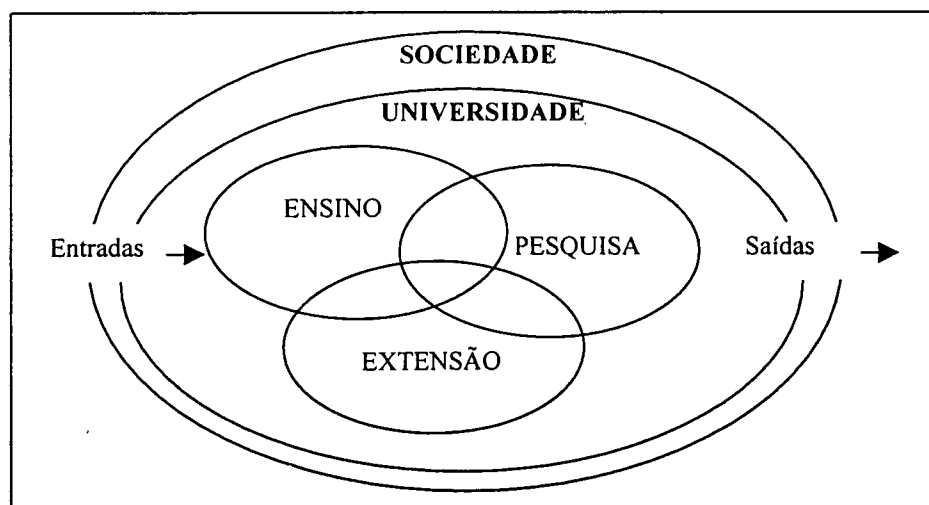 SOCIEDADE
UNIVERSIDADE
ENSINO
PESQUISA
Entradas
Saídas
EXTENSÃO